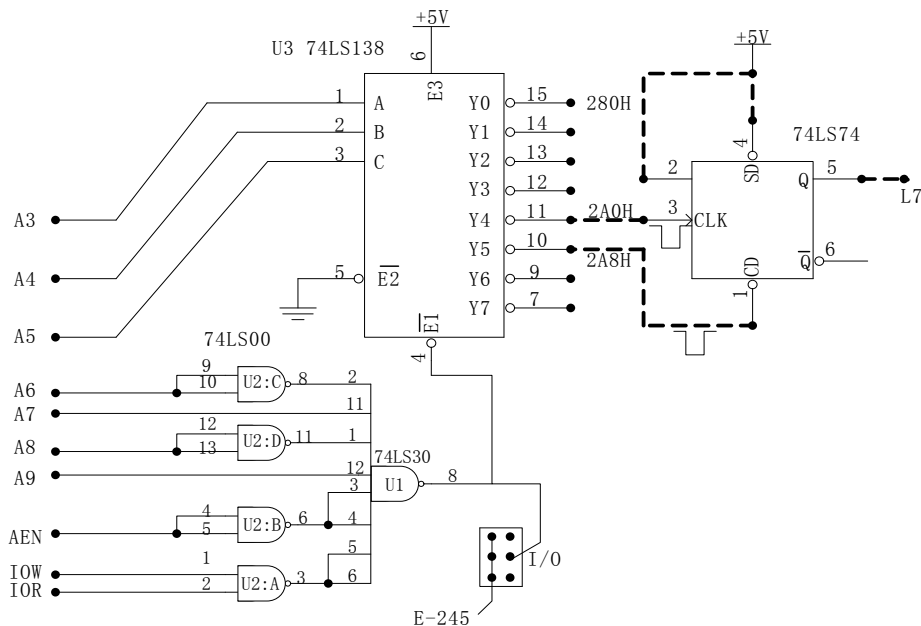 +5V
U3 74LS138
6
E3
1 A
2 B
3 C
Y0 15 280H
Y1 14
Y2 13
Y3 12
Y4 11 2A0H
Y5 10 2A8H
Y6 9
Y7 7
5 E2
E1
4
+5V
74LS74
4
SD
2
Q 5
L7
3 CLK
CD
Q 6
1
A3
A4
A5
74LS00
A6
9
10 U2:C 8 2
A7 11
A8
12
13 U2:D 11 1
A9 12
74LS30
U1 8
3
AEN
4
5 U2:B 6 4
5
IOW 1
IOR 2 U2:A 3 6
I/O
E-245